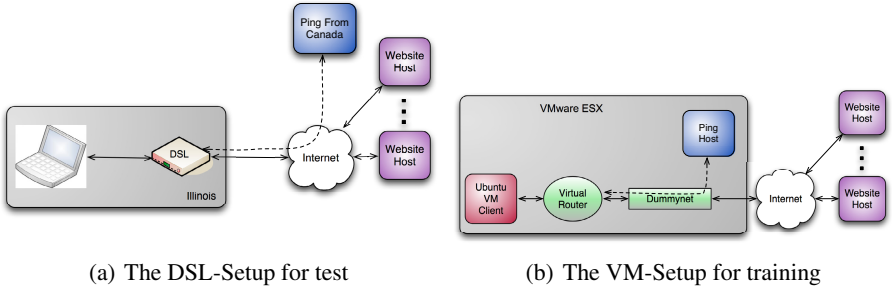 Ping From
Canada
Website
Host
DSL
Internet
Website
Host
Illinois
(a) The DSL-Setup for test
VMware ESX
Ping
Host
Website
Host
Ubuntu
VM
Client
Virtual
Router
Dummynet
Internet
Website
Host
(b) The VM-Setup for training